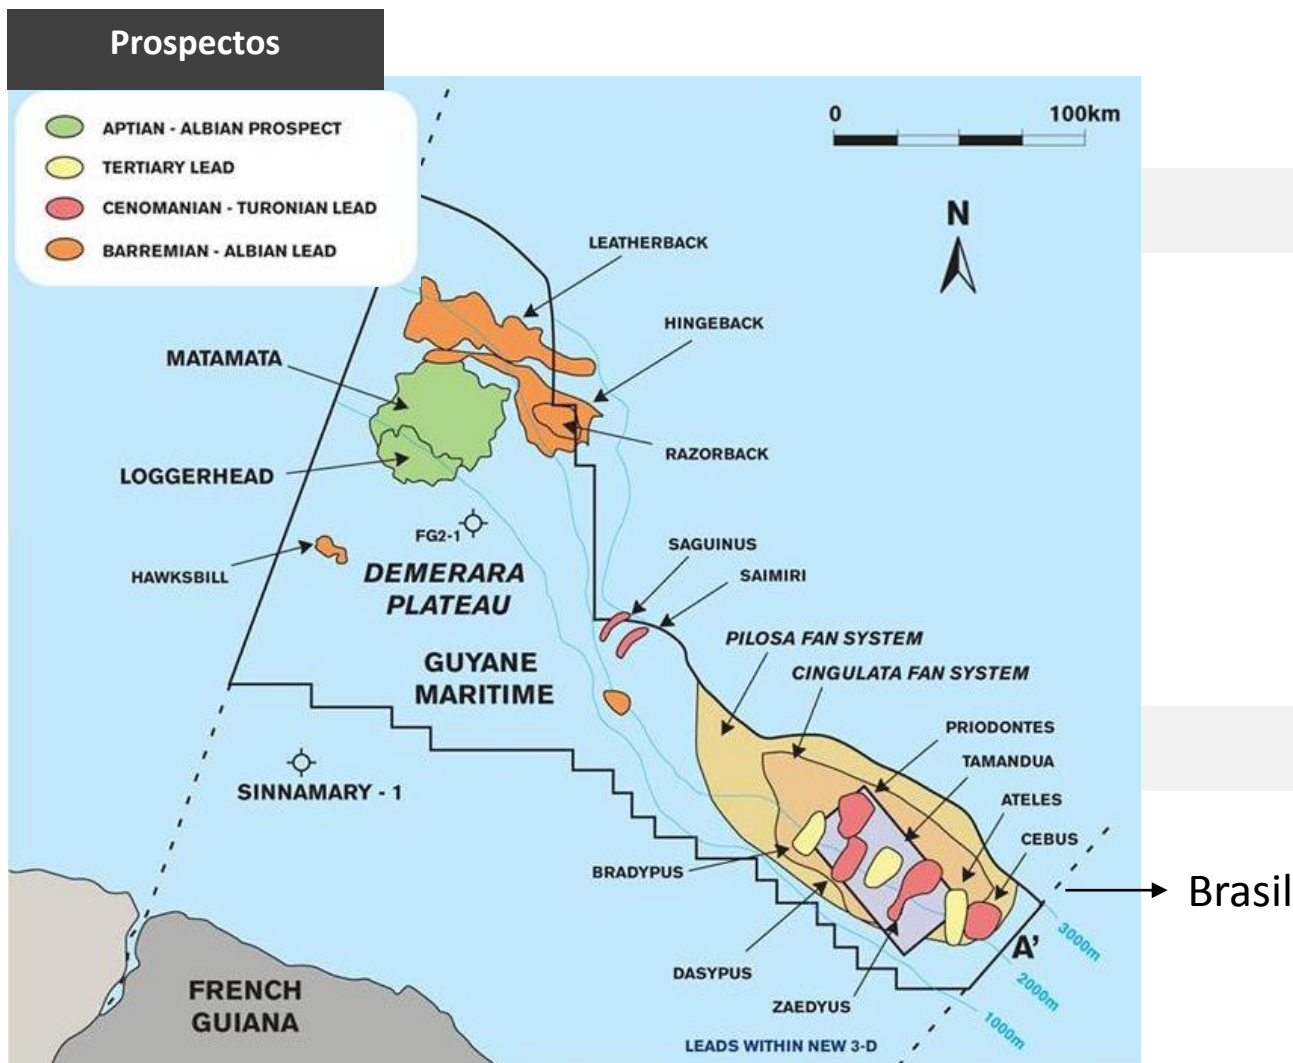 Prospectos
APTIAN - ALBIAN PROSPECT
TERTIARY LEAD
CENOMANIAN - TURONIAN LEAD
BARREMIAN - ALBIAN LEAD
0 100km
N
LEATHERBACK
HINGEBACK
MATAMATA
RAZORBACK
LOGGERHEAD
FG2-1
HAWKSBILL
DEMERARA
PLATEAU
SAGUINUS
SAIMIRI
PILOSA FAN SYSTEM
CINGULATA FAN SYSTEM
GUYANE
MARITIME
PRIODONTES
TAMANDUA
SINNAMARY - 1
ATELES
CEBUS
BRADYPUS
Brasil
A'
3000m
2000m
1000m
DASYPUS
ZAEDYUS
FRENCH
GUIANA
LEADS WITHIN NEW 3-D